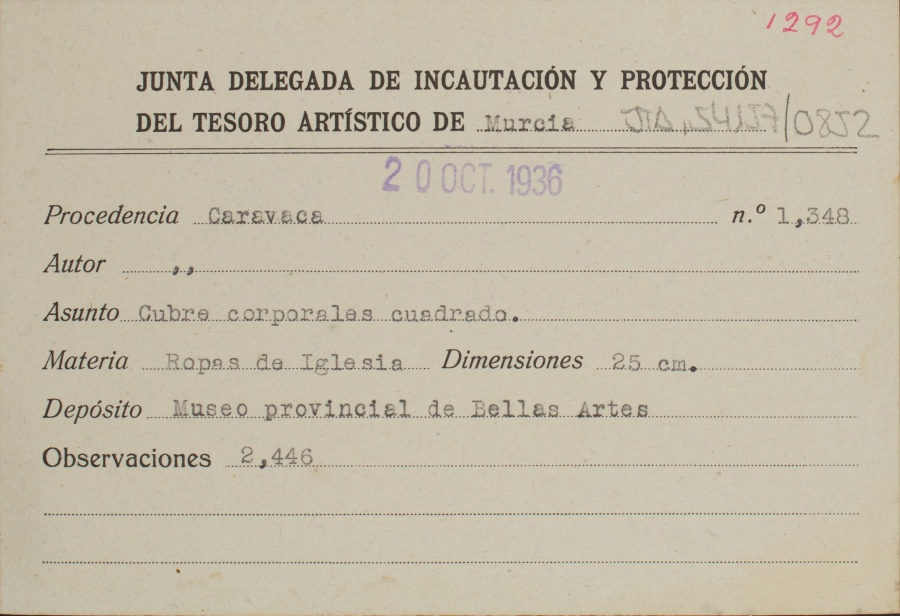 1292
JUNTA DELEGADA DE INCAUTACIÓN Y PROTECCIÓN
DEL TESORO ARTÍSTICO DE Murcia /0852
20 OCT. 1936
Procedencia Caravaca n.º 1,348
Autor ,,
Asunto Cubre corporales cuadrado.
Materia Ropas de Iglesia Dimensiones 25 cm.
Depósito Museo provincial de Bellas Artes
Observaciones 2,446